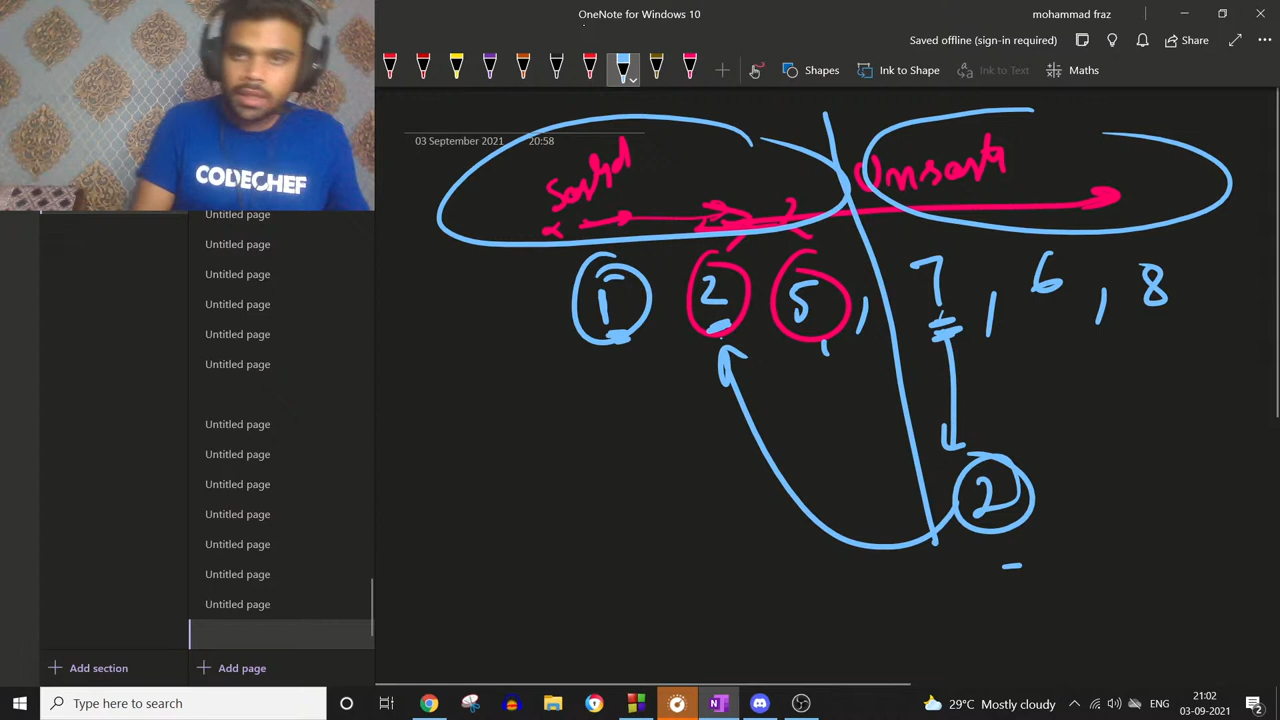 OneNote for Windows 10
mohammad fraz
Saved offline (sign-in required)
Share
Shapes
Ink to Shape
Ink to Text
Maths
CODECHEF
03 September 2021
20:58
1 2 5, 7, 6, 8
2
Untitled page
Untitled page
Untitled page
Untitled page
Untitled page
Untitled page
Untitled page
Untitled page
Untitled page
Untitled page
Untitled page
Untitled page
Untitled page
Add section
Add page
Type here to search
29°C Mostly cloudy
ENG
21:02
03-09-2021
2